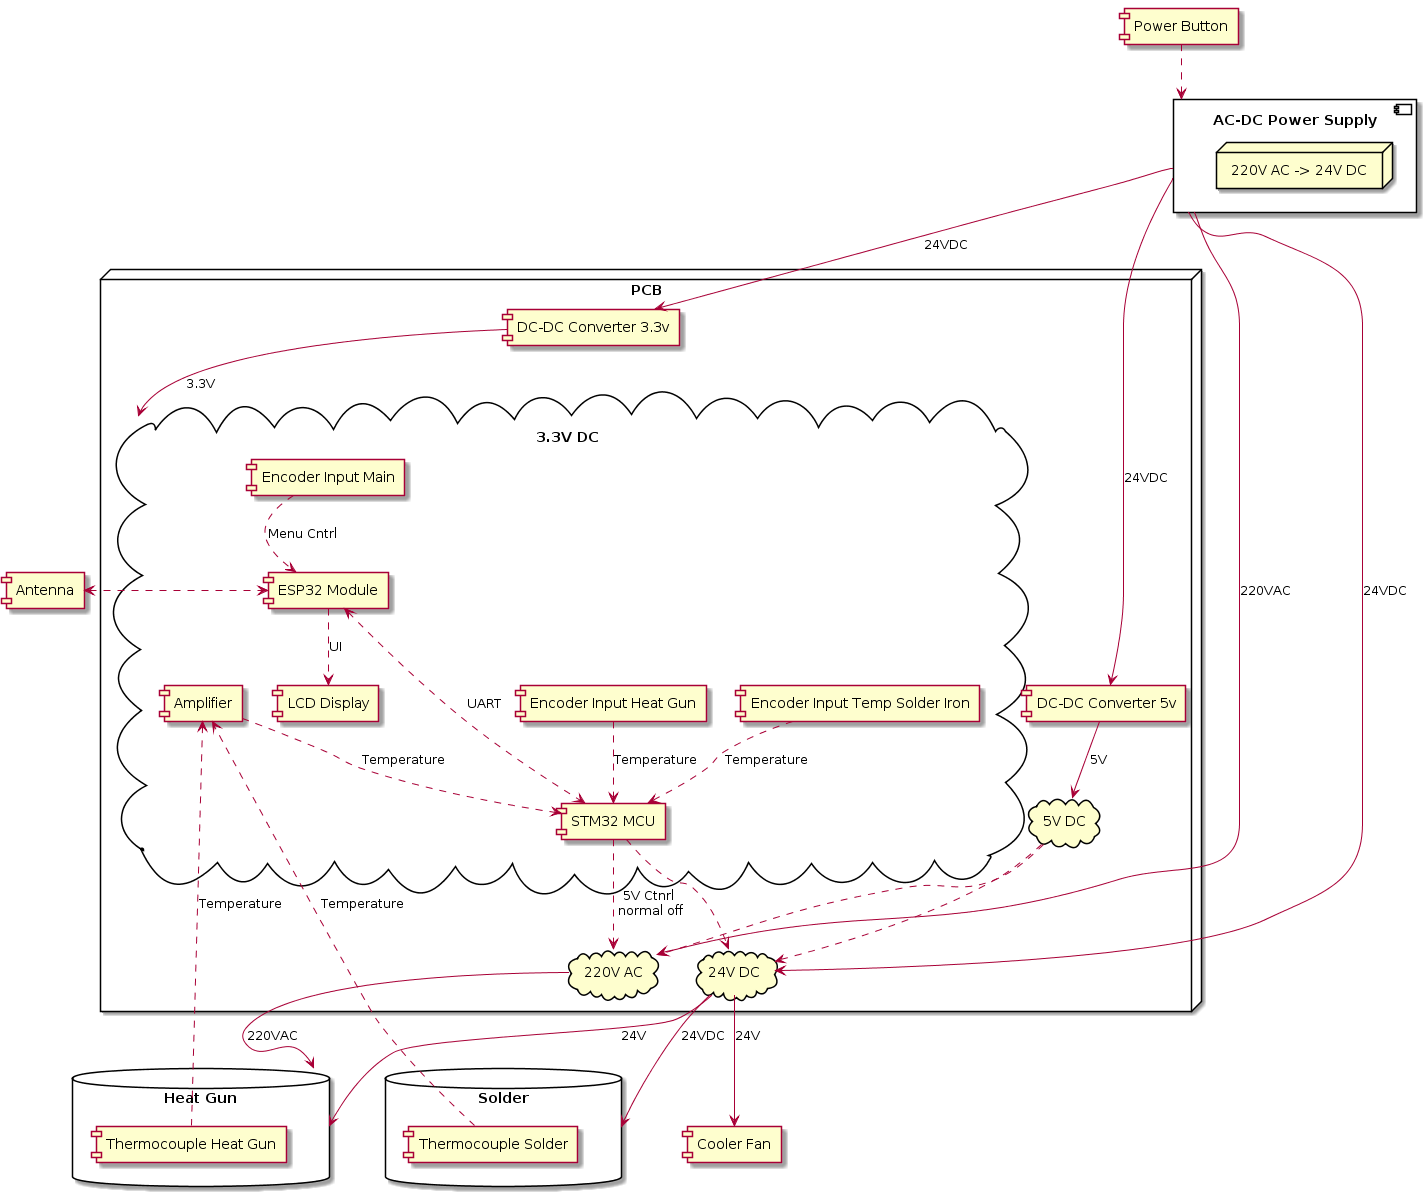 Power Button
AC-DC Power Supply
220V AC -> 24V DC
24VDC
PCB
DC-DC Converter 3.3v
3.3V
3.3V DC
Encoder Input Main
24VDC
Menu Cntrl
Antenna
ESP32 Module
220VAC
24VDC
UI
Amplifier
LCD Display
UART
Encoder Input Heat Gun
Encoder Input Temp Solder Iron
DC-DC Converter 5v
Temperature
Temperature
Temperature
5V
STM32 MCU
5V DC
Temperature
Temperature
5V Ctnrl
normal off
220V AC
24V DC
220VAC
24V
24VDC
24V
Heat Gun
Solder
Thermocouple Heat Gun
Thermocouple Solder
Cooler Fan